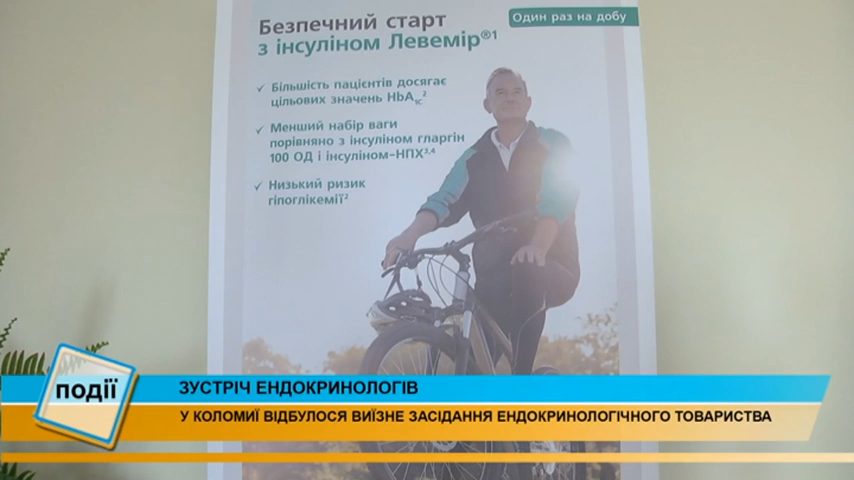 Один раз на добу
Безпечний старт
з інсуліном Левемір®¹
✓ Більшість пацієнтів досягає
цільових значень HbA₁C²
✓ Менший набір ваги
порівняно з інсуліном гларгін
100 ОД і інсуліном-НПХ³,⁴
✓ Низький ризик
гіпоглікемії²
події
ЗУСТРІЧ ЕНДОКРИНОЛОГІВ
У КОЛОМИЇ ВІДБУЛОСЯ ВИЇЗНЕ ЗАСІДАННЯ ЕНДОКРИНОЛОГІЧНОГО ТОВАРИСТВА